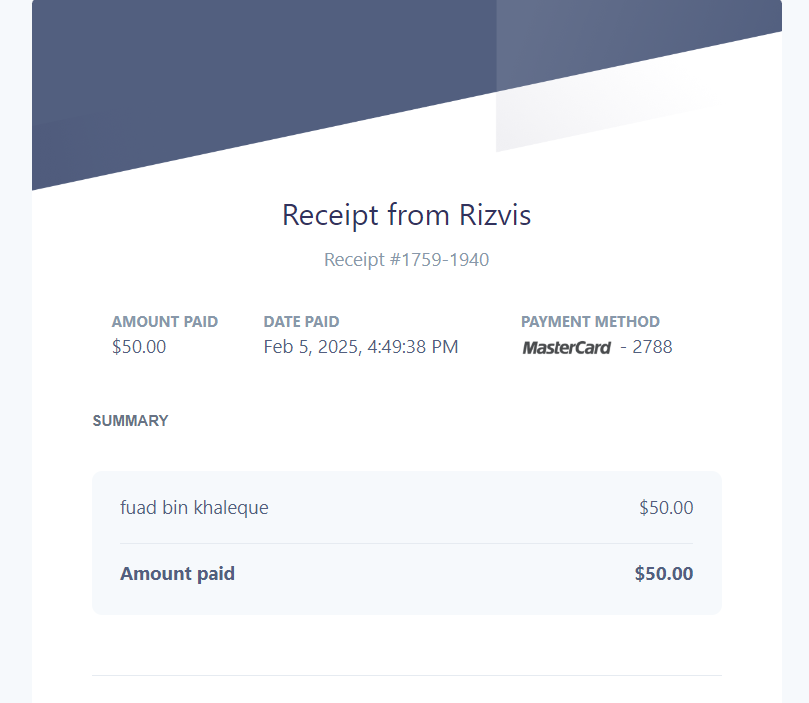 Receipt from Rizvis
Receipt #1759-1940
AMOUNT PAID DATE PAID PAYMENT METHOD
$50.00 Feb 5, 2025, 4:49:38 PM MasterCard - 2788
SUMMARY
fuad bin khaleque $50.00
Amount paid $50.00